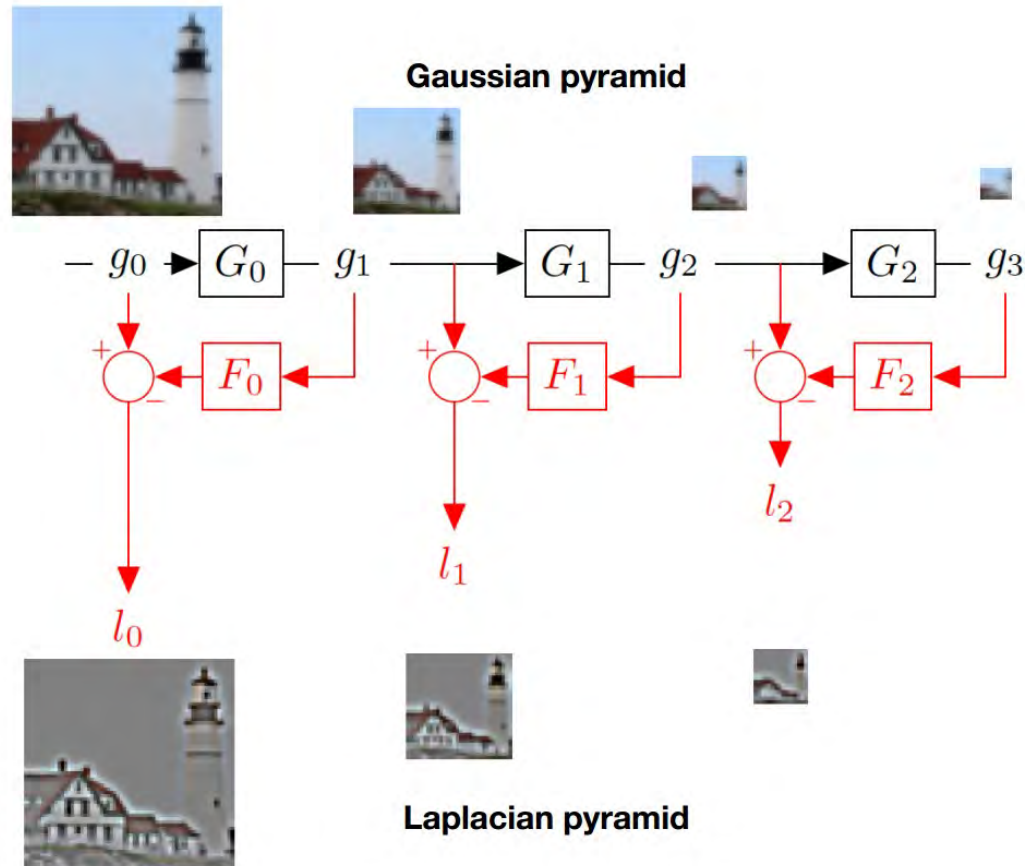 Gaussian pyramid
g₀ G₀ g₁ G₁ g₂ G₂ g₃
+ F₀ + F₁ + F₂
− − −
l₂
l₁
l₀
Laplacian pyramid